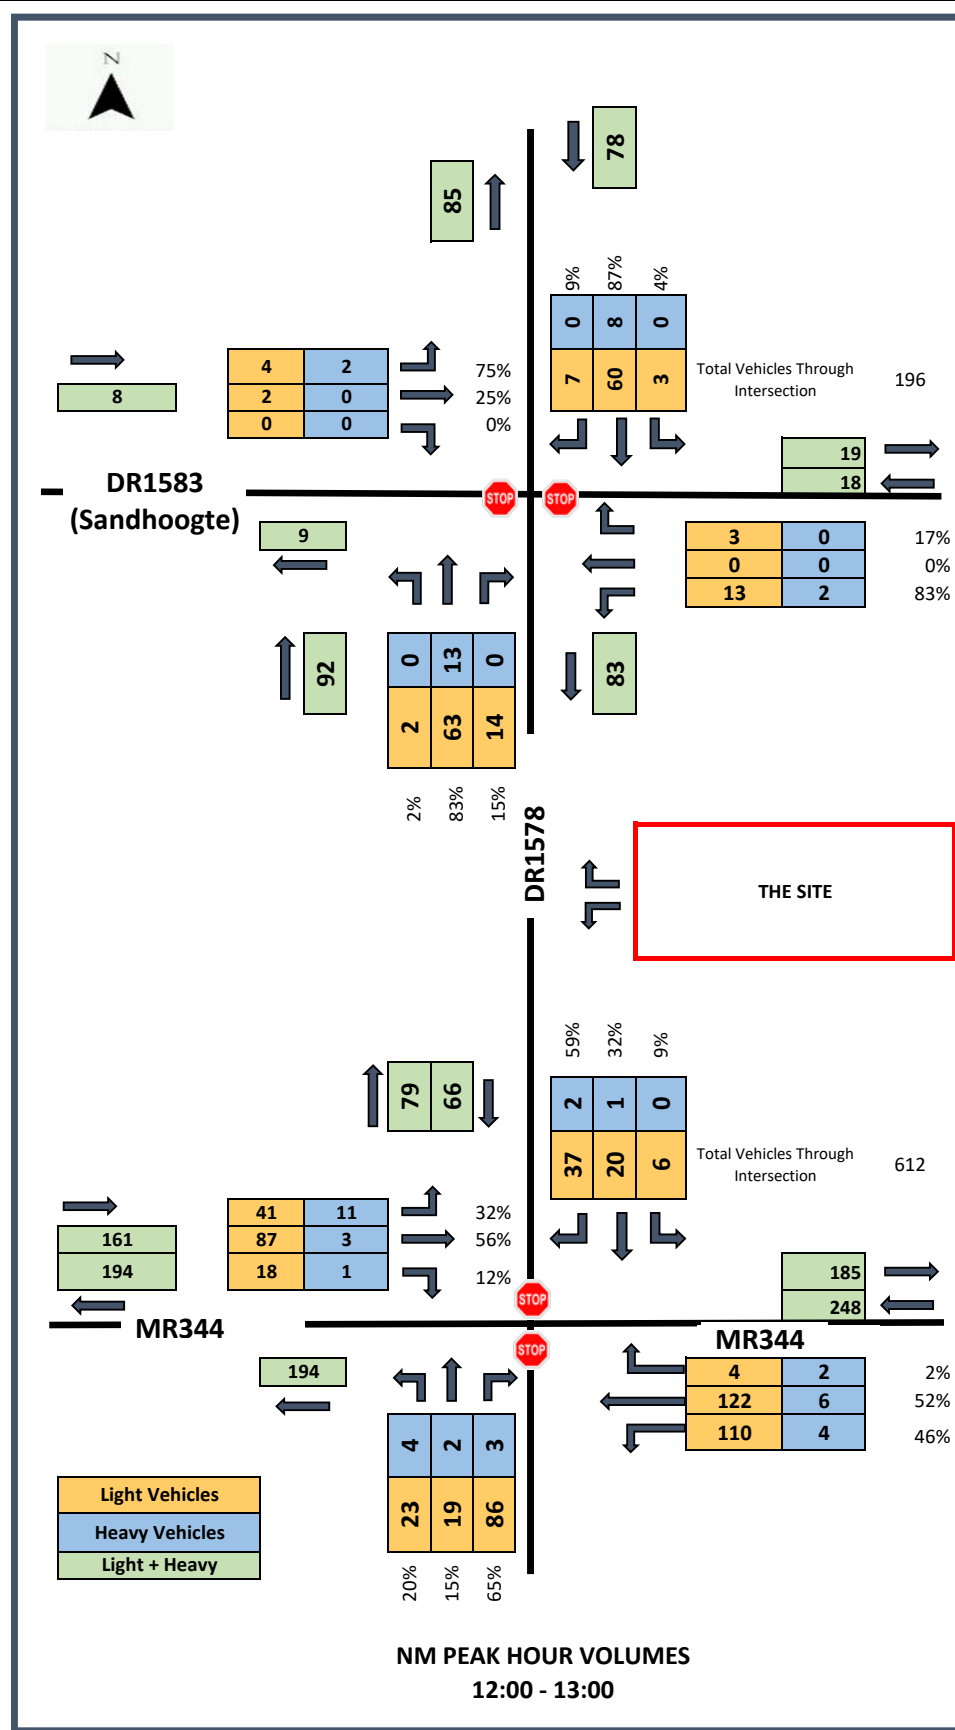 N
78
85
9% 87% 4%
0 8 0
7 60 3
Total Vehicles Through
Intersection
196
8
4 2 75%
2 0 25%
0 0 0%
19
18
DR1583
(Sandhoogte)
STOP STOP
9
3 0 17%
0 0 0%
13 2 83%
92
0 13 0
2 63 14
2% 83% 15%
83
DR1578
THE SITE
59% 32% 9%
79 66
2 1 0
37 20 6
Total Vehicles Through
Intersection
612
161
194
41 11 32%
87 3 56%
18 1 12%
185
248
STOP
MR344
MR344
STOP
194
4 2 2%
122 6 52%
110 4 46%
4 2 3
23 19 86
20% 15% 65%
Light Vehicles
Heavy Vehicles
Light + Heavy
NM PEAK HOUR VOLUMES
12:00 - 13:00